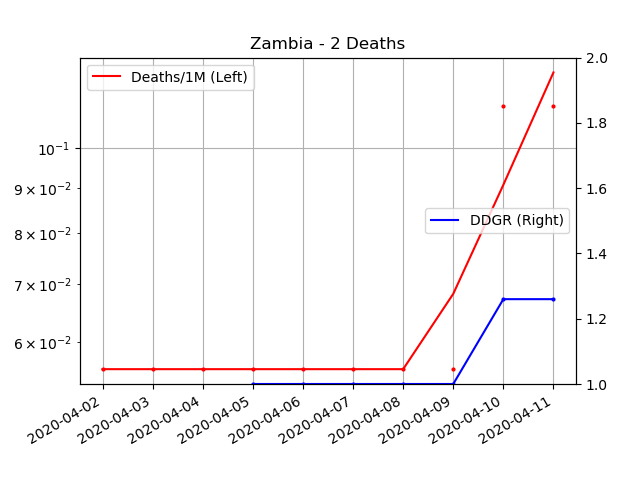 Zambia - 2 Deaths
Deaths/1M (Left)
DDGR (Right)
10⁻¹
9 × 10⁻²
8 × 10⁻²
7 × 10⁻²
6 × 10⁻²
2.0
1.8
1.6
1.4
1.2
1.0
2020-04-02
2020-04-03
2020-04-04
2020-04-05
2020-04-06
2020-04-07
2020-04-08
2020-04-09
2020-04-10
2020-04-11